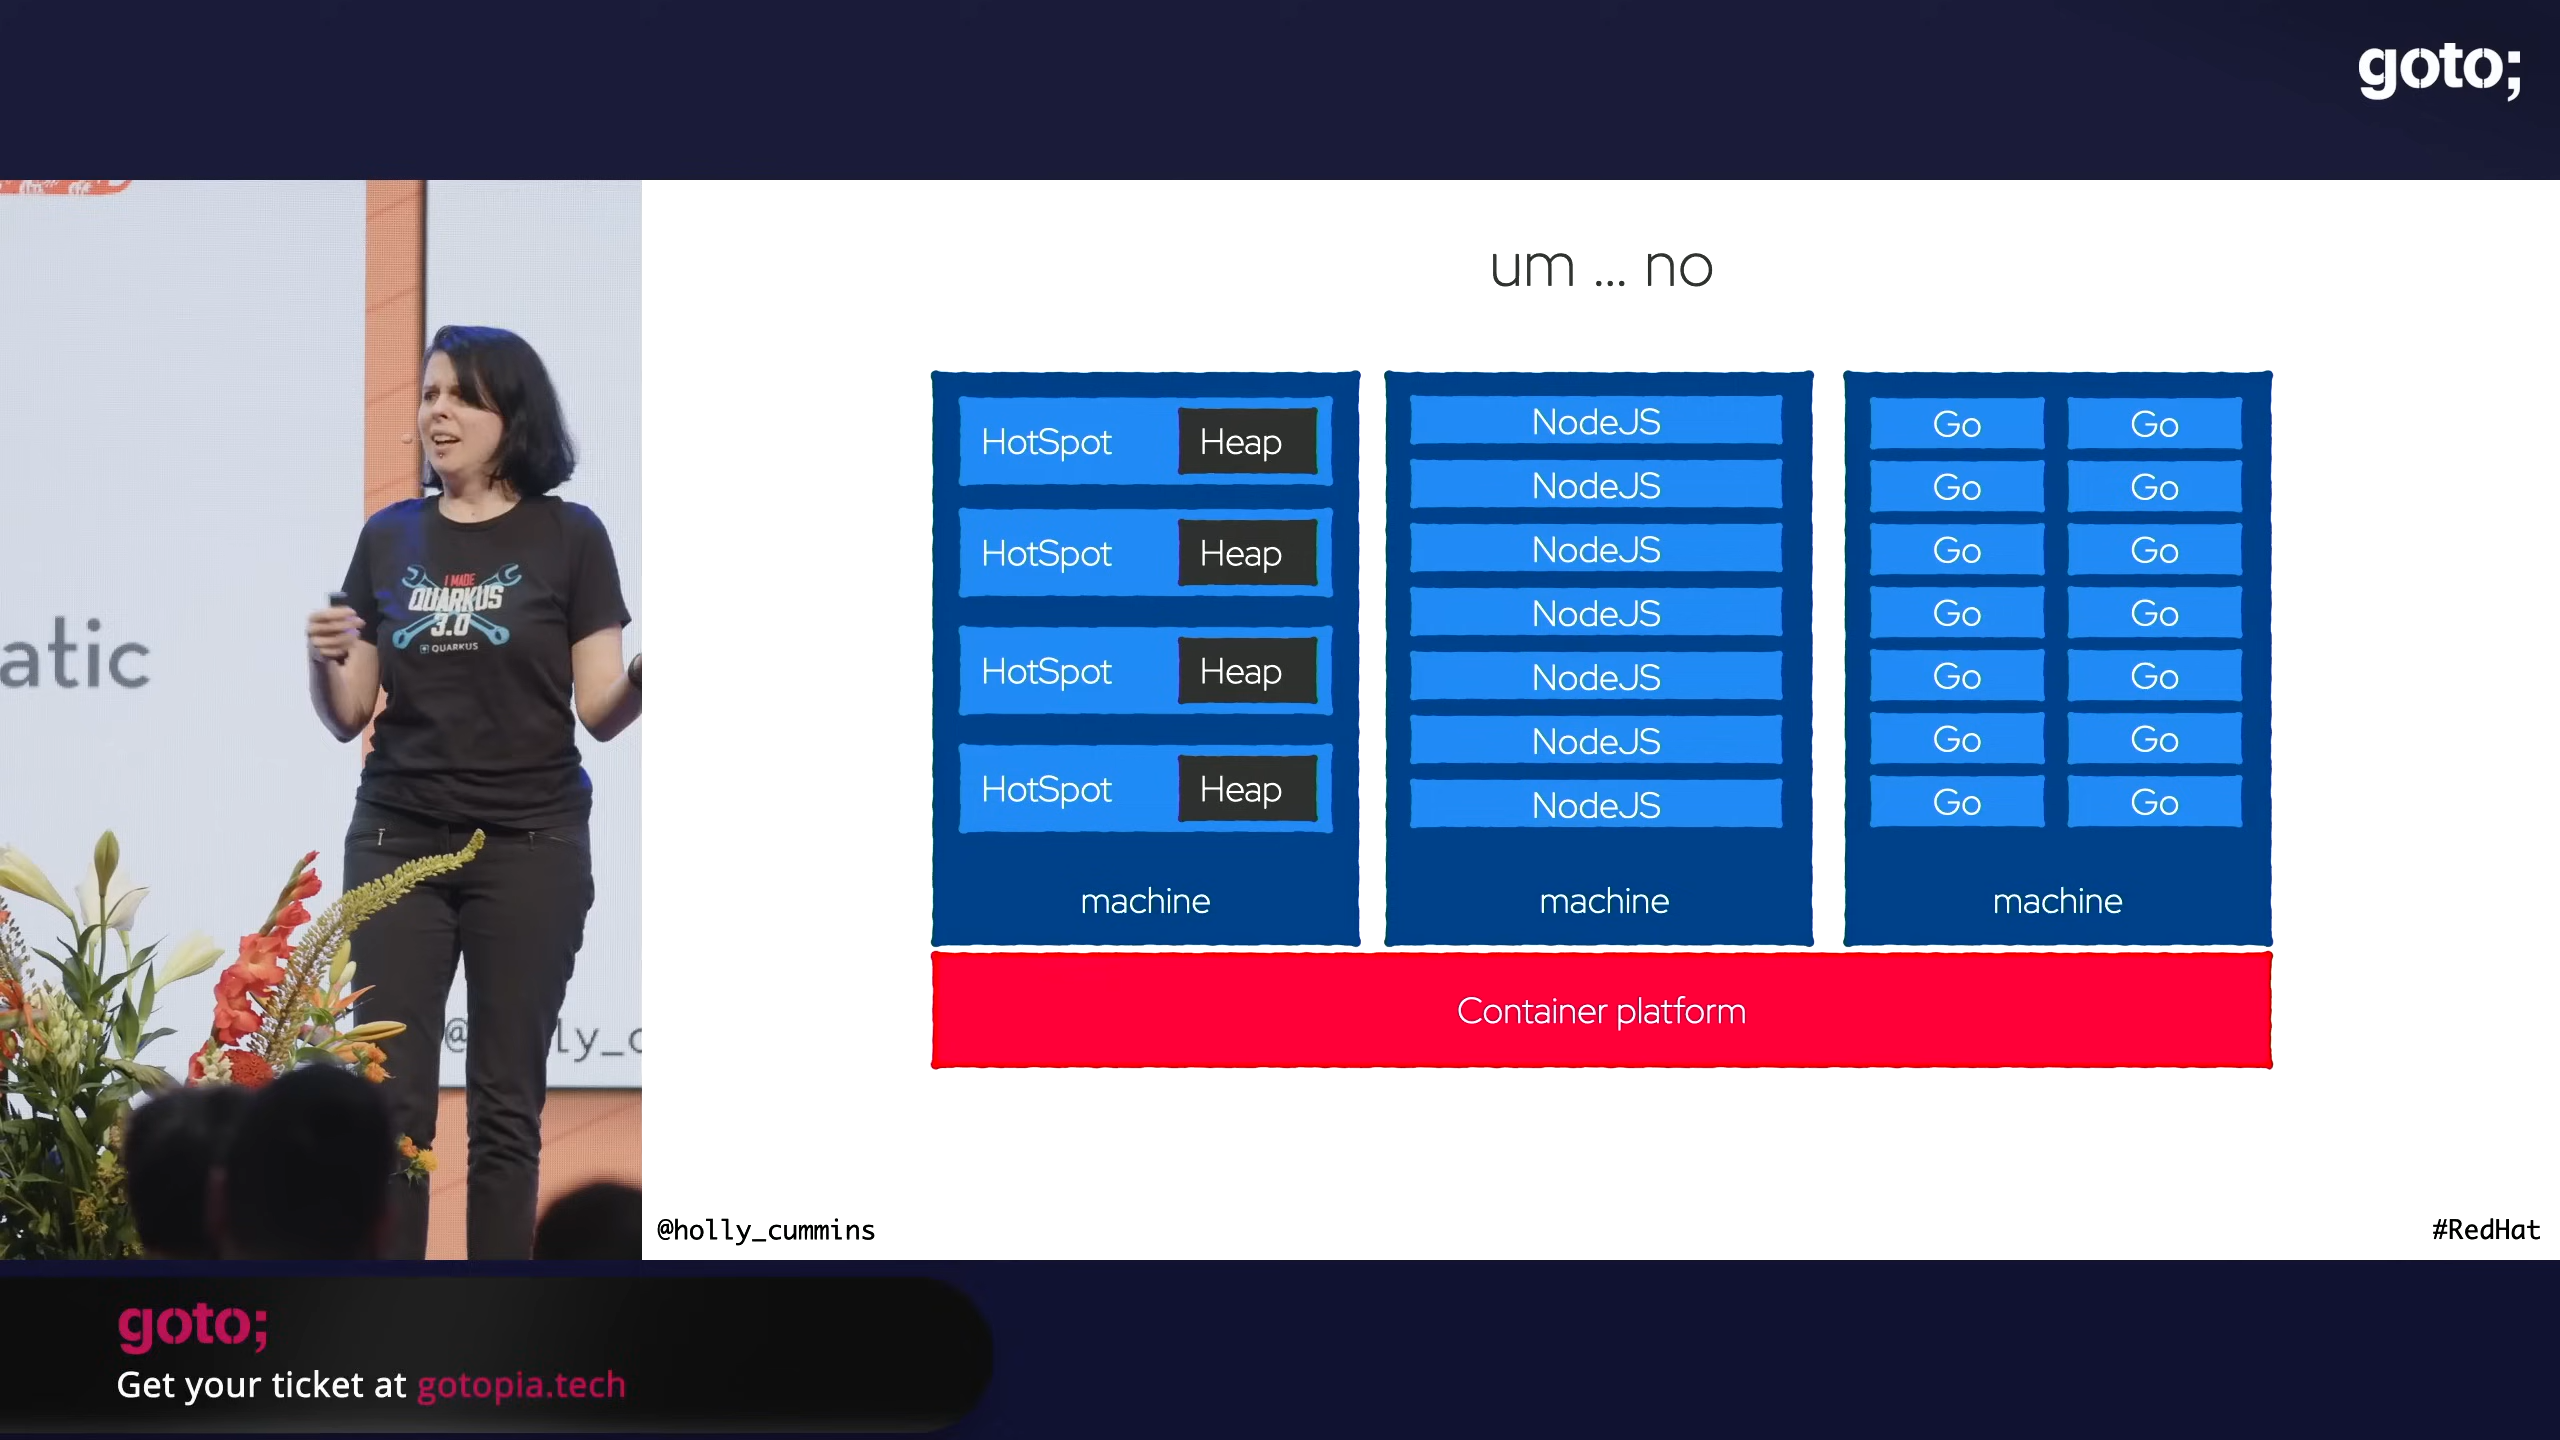 goto;
atic
I MADE
QUARKUS
3.0
QUARKUS
um ... no
HotSpot Heap
HotSpot Heap
HotSpot Heap
HotSpot Heap
machine
NodeJS
NodeJS
NodeJS
NodeJS
NodeJS
NodeJS
NodeJS
machine
Go Go
Go Go
Go Go
Go Go
Go Go
Go Go
Go Go
machine
Container platform
@ ly_c
@holly_cummins
#RedHat
goto;
Get your ticket at gotopia.tech